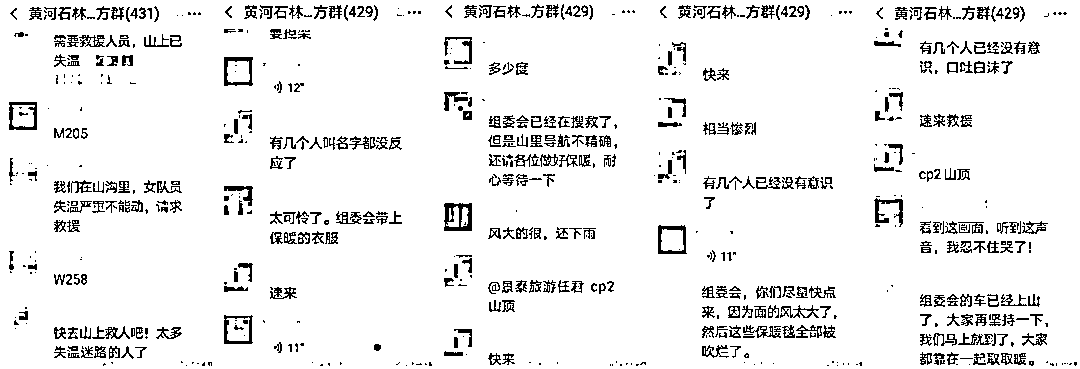 黄河石林...方群(431)
需要救援人员,山上已
失温
M205
我们在山沟里,女队员
失温严重不能动,请求
救援
W258
快去山上救人吧!太多
失温迷路的人了
黄河石林...方群(429)
12"
有几个人叫名字都没反
应了
太可怜了。组委会带上
保暖的衣服
速来
11"
黄河石林...方群(429)
多少度
组委会已经在搜救了,
但是山里导航不精确,
还请各位做好保暖,耐
心等待一下
风大的很,还下雨
@景泰旅游任君 cp2
山顶
快来
黄河石林...方群(429)
快来
相当惨烈
有几个人已经没有意识
了
11"
组委会,你们尽量快点
来,因为面的风太大了,
然后这些保暖毯全部被
吹烂了。
黄河石林...方群(429)
有几个人已经没有意
识,口吐白沫了
速来救援
cp2 山顶
看到这画面,听到这声
音,我忍不住哭了!
组委会的车已经上山
了,大家再坚持一下,
我们马上就到了,大家
都靠在一起取取暖。